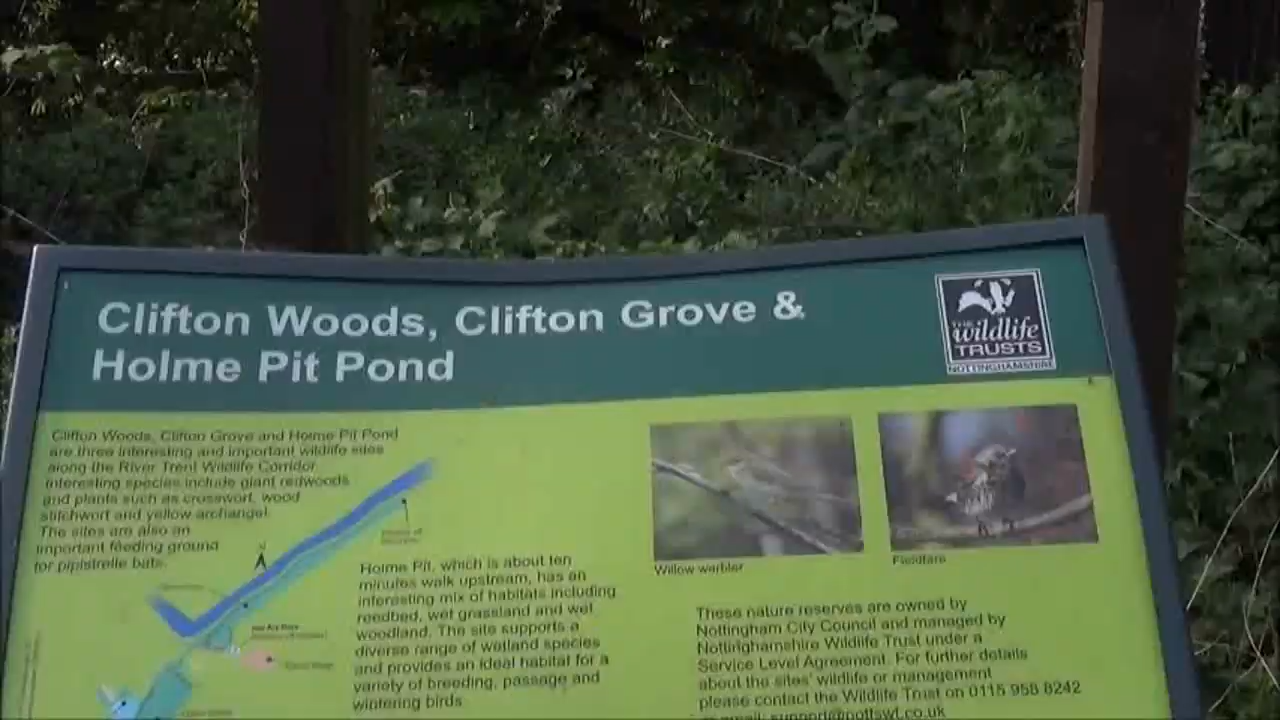 Clifton Woods, Clifton Grove &
Holme Pit Pond
THE
wildlife
TRUSTS
NOTTINGHAMSHIRE
Clifton Woods, Clifton Grove and Holme Pit Pond
are three interesting and important wildlife sites
along the River Trent Wildlife Corridor.
Interesting species include giant redwoods
and plants such as crosswort, wood
stitchwort and yellow archangel.
The sites are also an
important feeding ground
for pipistrelle bats.
N
Holme Pit, which is about ten
minutes walk upstream, has an
interesting mix of habitats including
reedbed, wet grassland and wet
woodland. The site supports a
diverse range of wetland species
and provides an ideal habitat for a
variety of breeding, passage and
wintering birds
Willow warbler
Fieldfare
These nature reserves are owned by
Nottingham City Council and managed by
Nottinghamshire Wildlife Trust under a
Service Level Agreement. For further details
about the sites' wildlife or management
please contact the Wildlife Trust on 0115 958 8242
or email: support@nottswt.co.uk